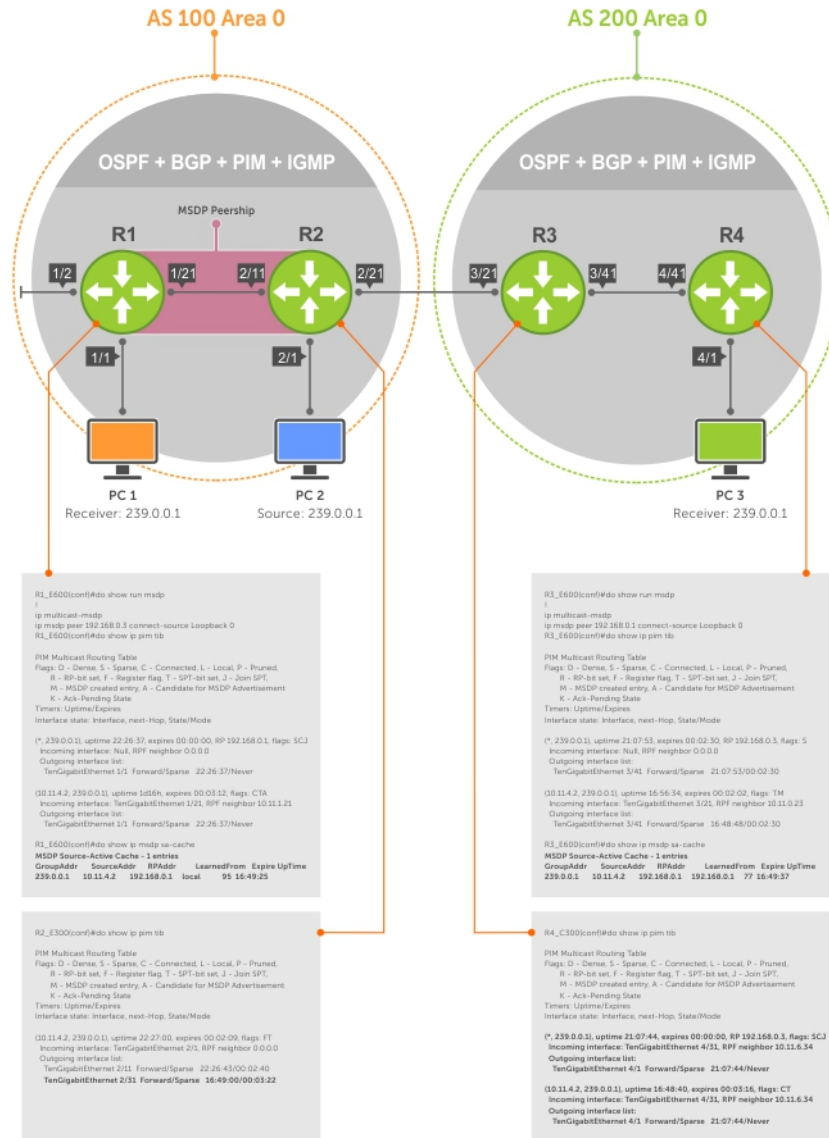 AS 100 Area 0
AS 200 Area 0
OSPF + BGP + PIM + IGMP
OSPF + BGP + PIM + IGMP
MSDP Peership
R1
R2
R3
R4
1/2
1/21
2/11
2/21
3/21
3/41
4/41
1/1
2/1
4/1
PC 1
Receiver: 239.0.0.1
PC 2
Source: 239.0.0.1
PC 3
Receiver: 239.0.0.1
R1_E600(conf)#do show run msdp
!
ip multicast-msdp
ip msdp peer 192.168.0.3 connect-source Loopback 0
R1_E600(conf)#do show ip pim tib
PIM Multicast Routing Table
Flags: D - Dense, S - Sparse, C - Connected, L - Local, P - Pruned,
R - RP-bit set, F - Register flag, T - SPT-bit set, J - Join SPT,
M - MSDP created entry, A - Candidate for MSDP Advertisement
K - Ack-Pending State
Timers: Uptime/Expires
Interface state: Interface, next-Hop, State/Mode
(*, 239.0.0.1), uptime 22:26:37, expires 00:00:00, RP 192.168.0.1, flags: SCJ
Incoming interface: Null, RPF neighbor 0.0.0.0
Outgoing interface list:
TenGigabitEthernet 1/1 Forward/Sparse 22:26:37/Never
(10.11.4.2, 239.0.0.1), uptime 1d16h, expires 00:03:12, flags: CTA
Incoming interface: TenGigabitEthernet 1/21, RPF neighbor 10.11.1.21
Outgoing interface list:
TenGigabitEthernet 1/1 Forward/Sparse 22:26:37/Never
R1_E600(conf)#do show ip msdp sa-cache
MSDP Source-Active Cache - 1 entries
GroupAddr SourceAddr RPAddr LearnedFrom Expire UpTime
239.0.0.1 10.11.4.2 192.168.0.1 local 95 16:49:25
R3_E600(conf)#do show run msdp
!
ip multicast-msdp
ip msdp peer 192.168.0.1 connect-source Loopback 0
R3_E600(conf)#do show ip pim tib
PIM Multicast Routing Table
Flags: D - Dense, S - Sparse, C - Connected, L - Local, P - Pruned,
R - RP-bit set, F - Register flag, T - SPT-bit set, J - Join SPT,
M - MSDP created entry, A - Candidate for MSDP Advertisement
K - Ack-Pending State
Timers: Uptime/Expires
Interface state: Interface, next-Hop, State/Mode
(*, 239.0.0.1), uptime 21:07:53, expires 00:02:30, RP 192.168.0.3, flags: S
Incoming interface: Null, RPF neighbor 0.0.0.0
Outgoing interface list:
TenGigabitEthernet 3/41 Forward/Sparse 21:07:53/00:02:30
(10.11.4.2, 239.0.0.1), uptime 16:56:34, expires 00:02:02, flags: TM
Incoming interface: TenGigabitEthernet 3/21, RPF neighbor 10.11.0.23
Outgoing interface list:
TenGigabitEthernet 3/41 Forward/Sparse 16:48:48/00:02:30
R3_E600(conf)#do show ip msdp sa-cache
MSDP Source-Active Cache - 1 entries
GroupAddr SourceAddr RPAddr LearnedFrom Expire UpTime
239.0.0.1 10.11.4.2 192.168.0.1 192.168.0.1 77 16:49:37
R2_E300(conf)#do show ip pim tib
PIM Multicast Routing Table
Flags: D - Dense, S - Sparse, C - Connected, L - Local, P - Pruned,
R - RP-bit set, F - Register flag, T - SPT-bit set, J - Join SPT,
M - MSDP created entry, A - Candidate for MSDP Advertisement
K - Ack-Pending State
Timers: Uptime/Expires
Interface state: Interface, next-Hop, State/Mode
(10.11.4.2, 239.0.0.1), uptime 22:27:00, expires 00:02:09, flags: FT
Incoming interface: TenGigabitEthernet 2/1, RPF neighbor 0.0.0.0
Outgoing interface list:
TenGigabitEthernet 2/11 Forward/Sparse 22:26:43/00:02:40
TenGigabitEthernet 2/31 Forward/Sparse 16:49:00/00:03:22
R4_C300(conf)#do show ip pim tib
PIM Multicast Routing Table
Flags: D - Dense, S - Sparse, C - Connected, L - Local, P - Pruned,
R - RP-bit set, F - Register flag, T - SPT-bit set, J - Join SPT,
M - MSDP created entry, A - Candidate for MSDP Advertisement
K - Ack-Pending State
Timers: Uptime/Expires
Interface state: Interface, next-Hop, State/Mode
(*, 239.0.0.1), uptime 21:07:44, expires 00:00:00, RP 192.168.0.3, flags: SCJ
Incoming interface: TenGigabitEthernet 4/31, RPF neighbor 10.11.6.34
Outgoing interface list:
TenGigabitEthernet 4/1 Forward/Sparse 21:07:44/Never
(10.11.4.2, 239.0.0.1), uptime 16:48:40, expires 00:03:16, flags: CT
Incoming interface: TenGigabitEthernet 4/31, RPF neighbor 10.11.6.34
Outgoing interface list:
TenGigabitEthernet 4/1 Forward/Sparse 21:07:44/Never